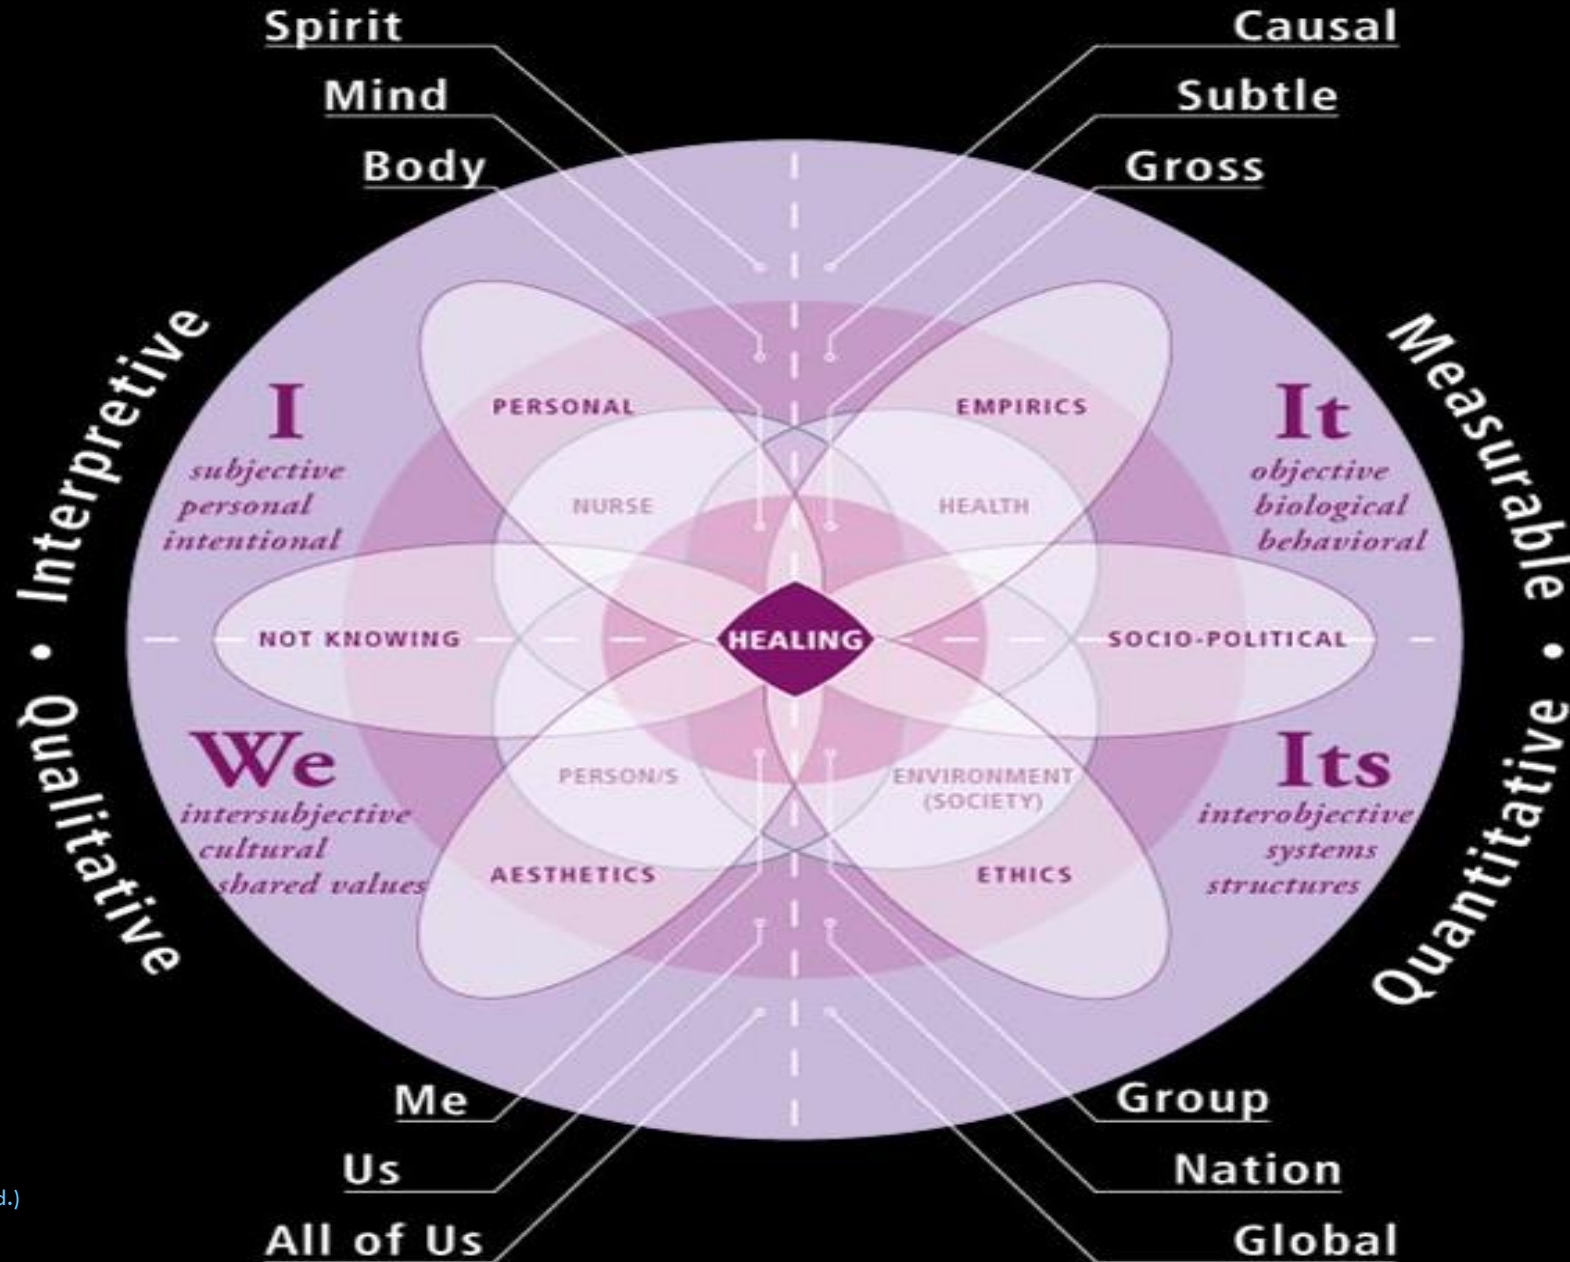 Spirit
Mind
Body
Causal
Subtle
Gross
Qualitative • Interpretive
Measurable • Quantitative
I
subjective
personal
intentional
It
objective
biological
behavioral
PERSONAL
EMPIRICS
NURSE
HEALTH
NOT KNOWING
HEALING
SOCIO-POLITICAL
We
intersubjective
cultural
shared values
Its
interobjective
systems
structures
PERSON/S
ENVIRONMENT
(SOCIETY)
AESTHETICS
ETHICS
Me
Us
All of Us
Group
Nation
Global
d.)